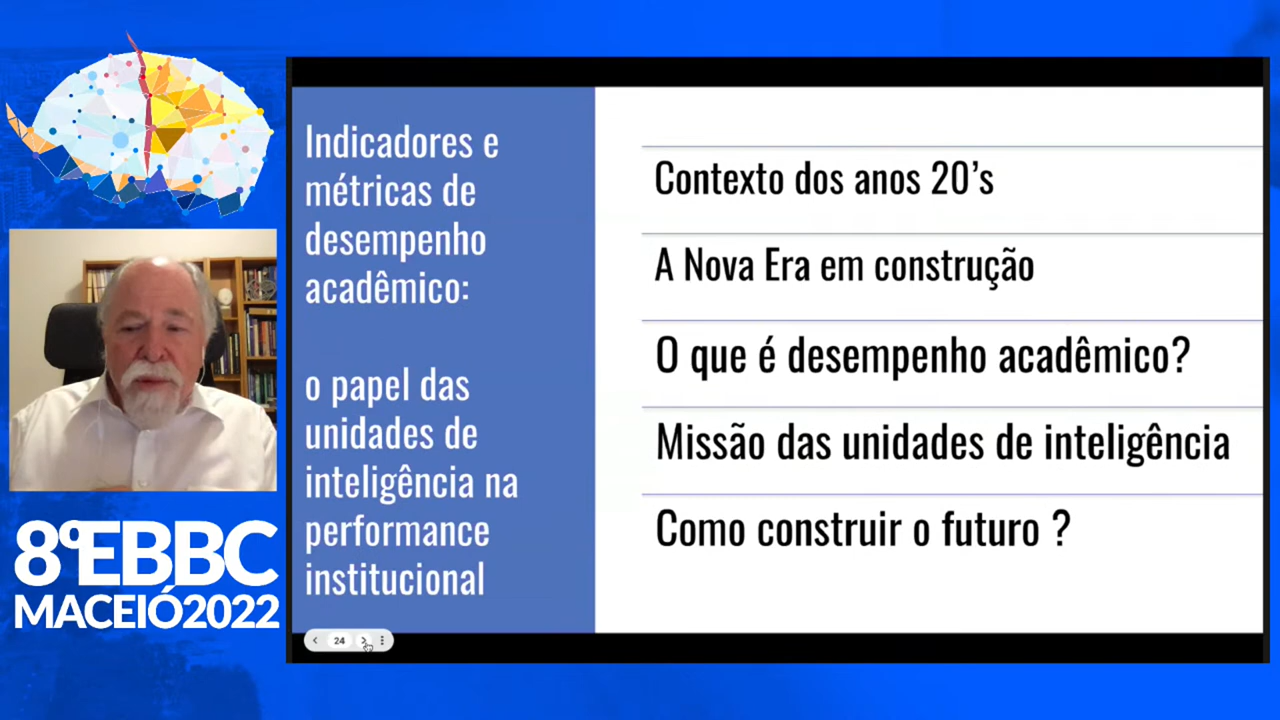 Indicadores e
métricas de
desempenho
acadêmico:
o papel das
unidades de
inteligência na
performance
institucional
Contexto dos anos 20's
A Nova Era em construção
O que é desempenho acadêmico?
Missão das unidades de inteligência
Como construir o futuro ?
8ºEBBC
MACEIÓ2022
24